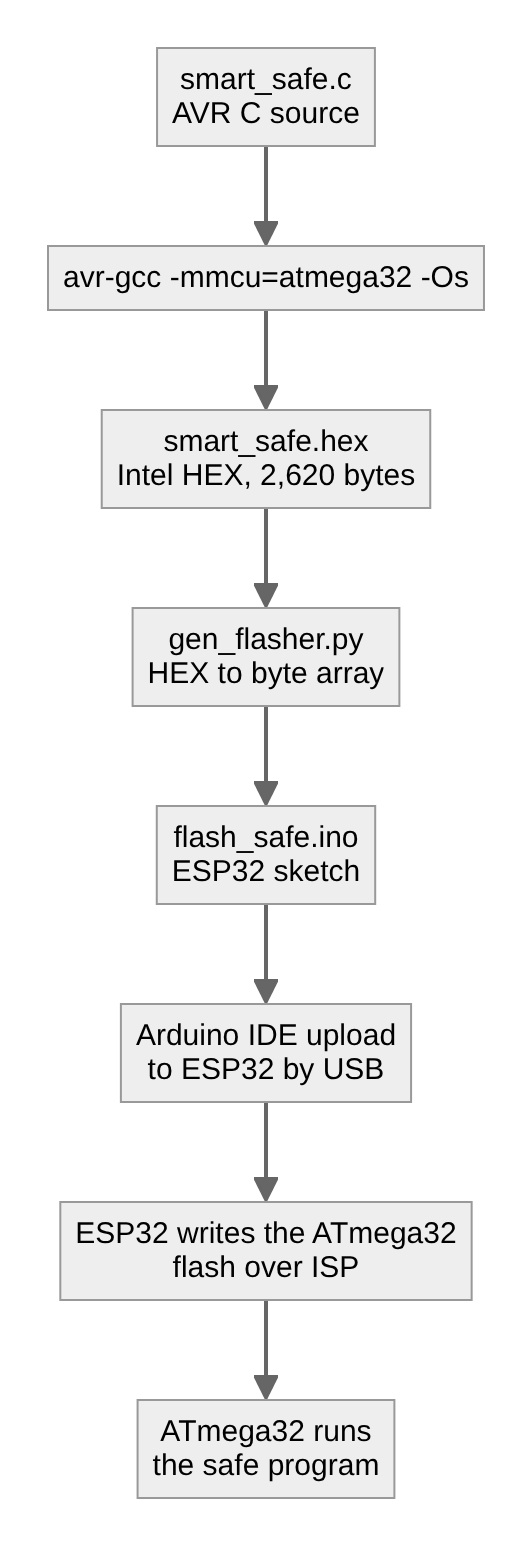 smart_safe.c
AVR C source
avr-gcc -mmcu=atmega32 -Os
smart_safe.hex
Intel HEX, 2,620 bytes
gen_flasher.py
HEX to byte array
flash_safe.ino
ESP32 sketch
Arduino IDE upload
to ESP32 by USB
ESP32 writes the ATmega32
flash over ISP
ATmega32 runs
the safe program